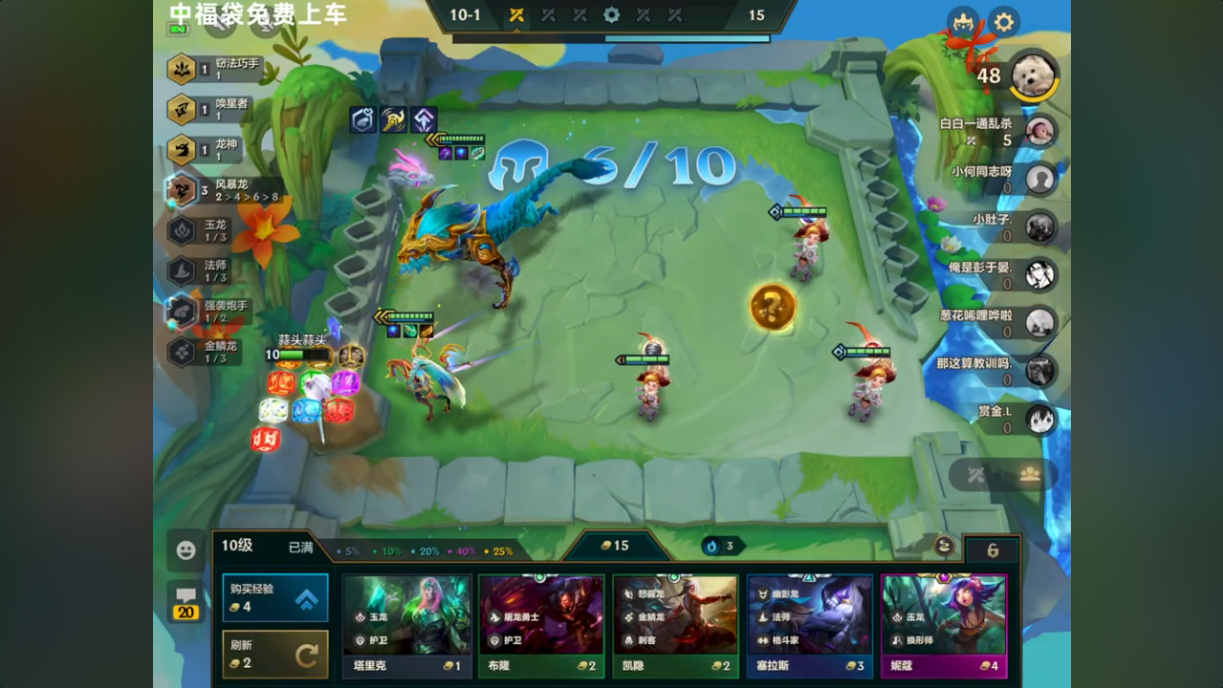 中福袋免费上车
10-1
15
窃法巧手
1
1
唤星者
1
1
龙神
1
1
风暴龙
3
2 > 4 > 6 > 8
玉龙
1 / 3
法师
1 / 3
强袭炮手
1 / 2
金鳞龙
1 / 3
6/10
蒜头蒜头
10
48
白白一通乱杀
5
小何同志呀
0
小肚子.
0
俺是彭于晏.
0
葱花唏哩哗啦
0
那这算教训吗.
0
赏金.L
0
20
10级
已满
5%
10%
20%
40%
25%
15
3
6
购买经验
4
刷新
2
玉龙
护卫
塔里克
1
屠龙勇士
护卫
布隆
2
怒翼龙
金鳞龙
刺客
凯隐
2
幽影龙
法师
格斗家
塞拉斯
3
玉龙
换形师
妮蔻
4